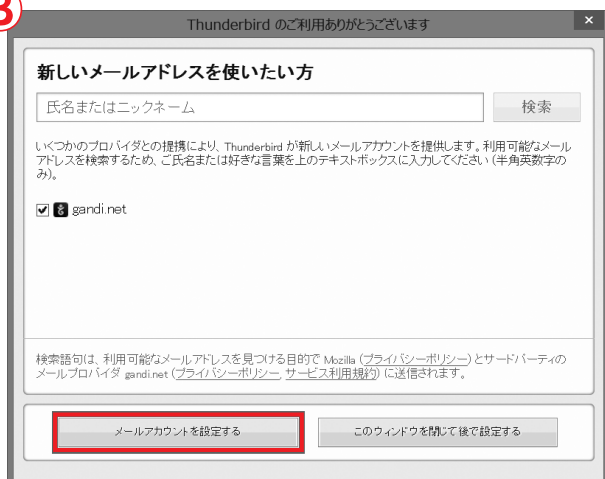 3
Thunderbird のご利用ありがとうございます
×
新しいメールアドレスを使いたい方
氏名またはニックネーム
検索
いくつかのプロバイダとの提携により、Thunderbird が新しいメールアカウントを提供します。利用可能なメール
アドレスを検索するため、ご氏名または好きな言葉を上のテキストボックスに入力してください (半角英数字の
み)。
gandi.net
検索語句は、利用可能なメールアドレスを見つける目的で Mozilla (プライバシーポリシー) とサードパーティの
メールプロバイダ gandi.net (プライバシーポリシー, サービス利用規約) に送信されます。
メールアカウントを設定する
このウィンドウを閉じて後で設定する